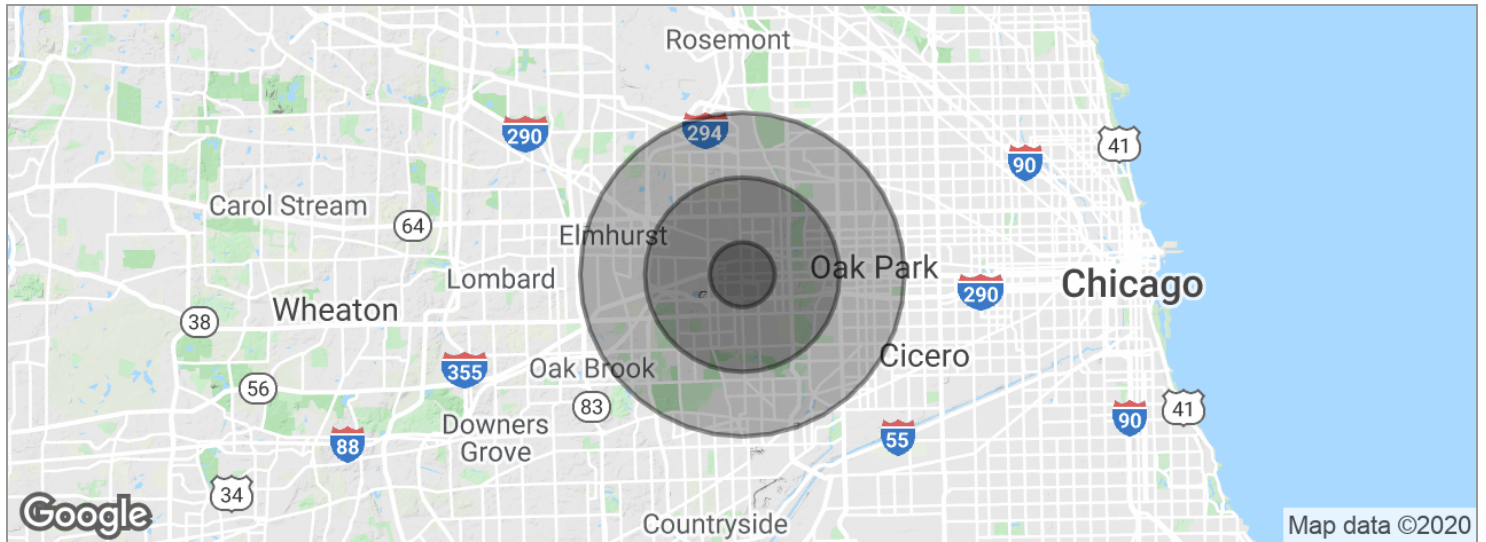 Rosemont
290
294
41
90
Carol Stream
64
Elmhurst
Lombard
Oak Park
Chicago
290
Wheaton
38
Cicero
Oak Brook
355
56
83
41
90
Downers
Grove
88
55
34
Google
Countryside
Map data ©2020